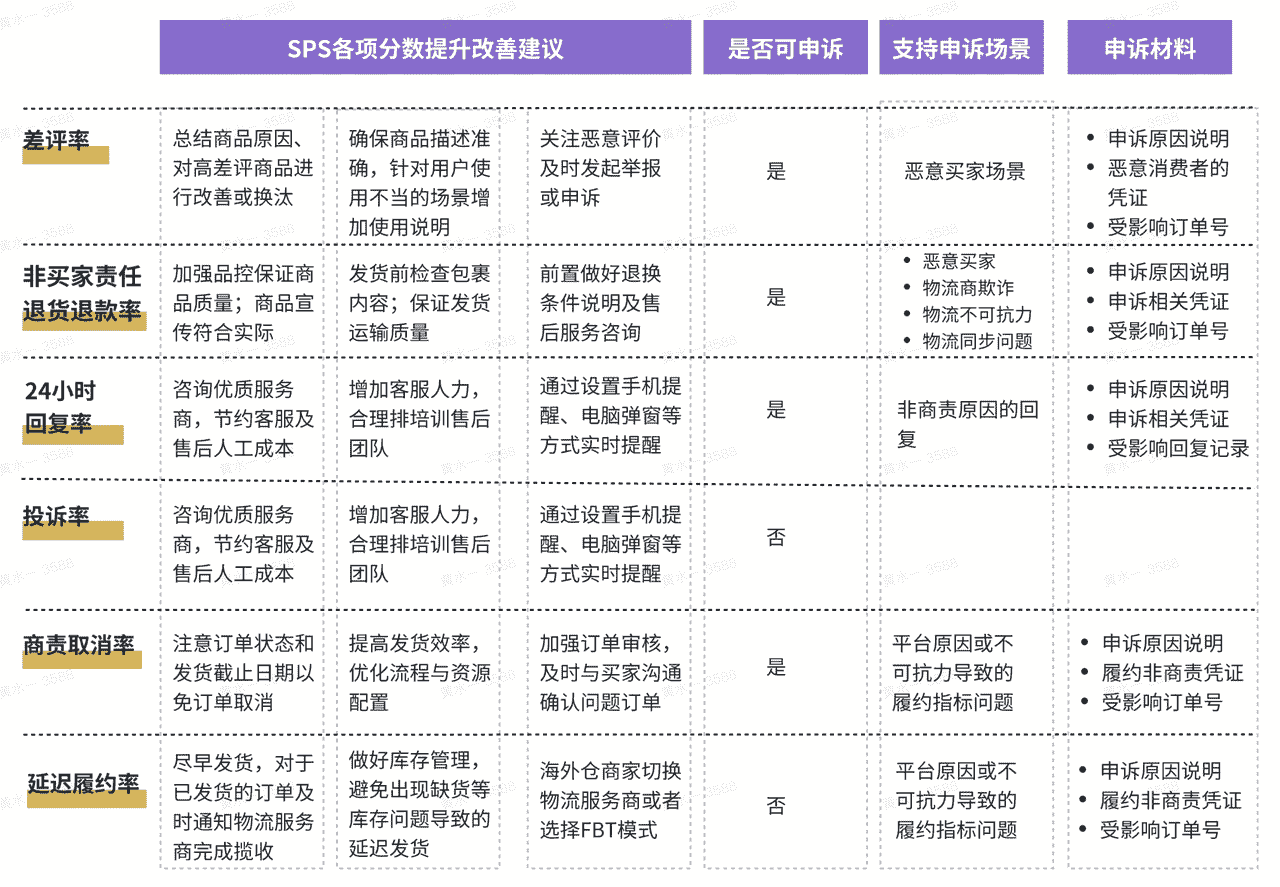 SPS各项分数提升改善建议
是否可申诉
支持申诉场景
申诉材料
差评率
总结商品原因、
对高差评商品进
行改善或换汰
确保商品描述准
确，针对用户使
用不当的场景增
加使用说明
关注恶意评价
及时发起举报
或申诉
是
恶意买家场景
• 申诉原因说明
• 恶意消费者的
凭证
• 受影响订单号
非买家责任
退货退款率
加强品控保证商
品质量；商品宣
传符合实际
发货前检查包裹
内容；保证发货
运输质量
前置做好退换
条件说明及售
后服务咨询
是
• 恶意买家
• 物流商欺诈
• 物流不可抗力
• 物流同步问题
• 申诉原因说明
• 申诉相关凭证
• 受影响订单号
24小时
回复率
咨询优质服务
商，节约客服及
售后人工成本
增加客服人力，
合理排培训售后
团队
通过设置手机提
醒、电脑弹窗等
方式实时提醒
是
非商责原因的回
复
• 申诉原因说明
• 申诉相关凭证
• 受影响回复记录
投诉率
咨询优质服务
商，节约客服及
售后人工成本
增加客服人力，
合理排培训售后
团队
通过设置手机提
醒、电脑弹窗等
方式实时提醒
否
商责取消率
注意订单状态和
发货截止日期以
免订单取消
提高发货效率，
优化流程与资源
配置
加强订单审核，
及时与买家沟通
确认问题订单
是
平台原因或不
可抗力导致的
履约指标问题
• 申诉原因说明
• 履约非商责凭证
• 受影响订单号
延迟履约率
尽早发货，对于
已发货的订单及
时通知物流服务
商完成揽收
做好库存管理，
避免出现缺货等
库存问题导致的
延迟发货
海外仓商家切换
物流服务商或者
选择FBT模式
否
平台原因或不
可抗力导致的
履约指标问题
• 申诉原因说明
• 履约非商责凭证
• 受影响订单号